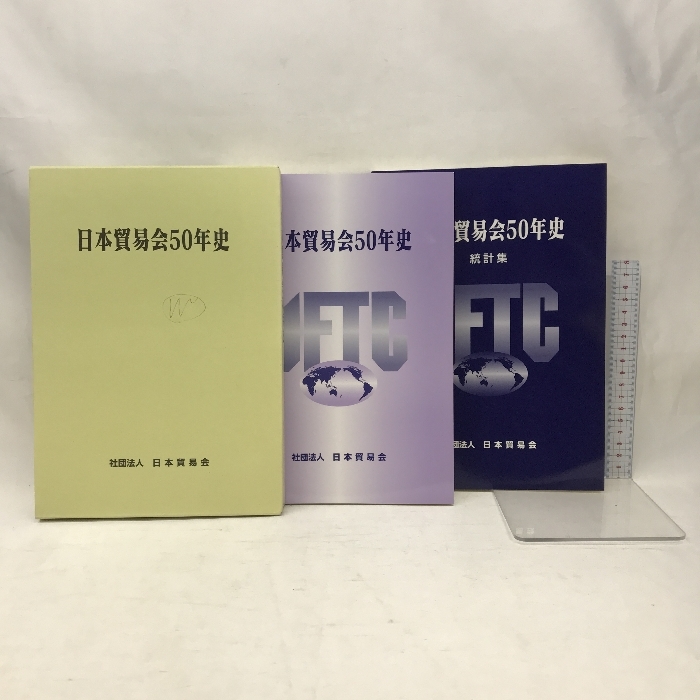 日本貿易会50年史
社団法人 日本貿易会
本貿易会50年史
FTC
社団法人 日本貿易会
貿易会50年史
統計集
FTC
団法人 日本貿易会